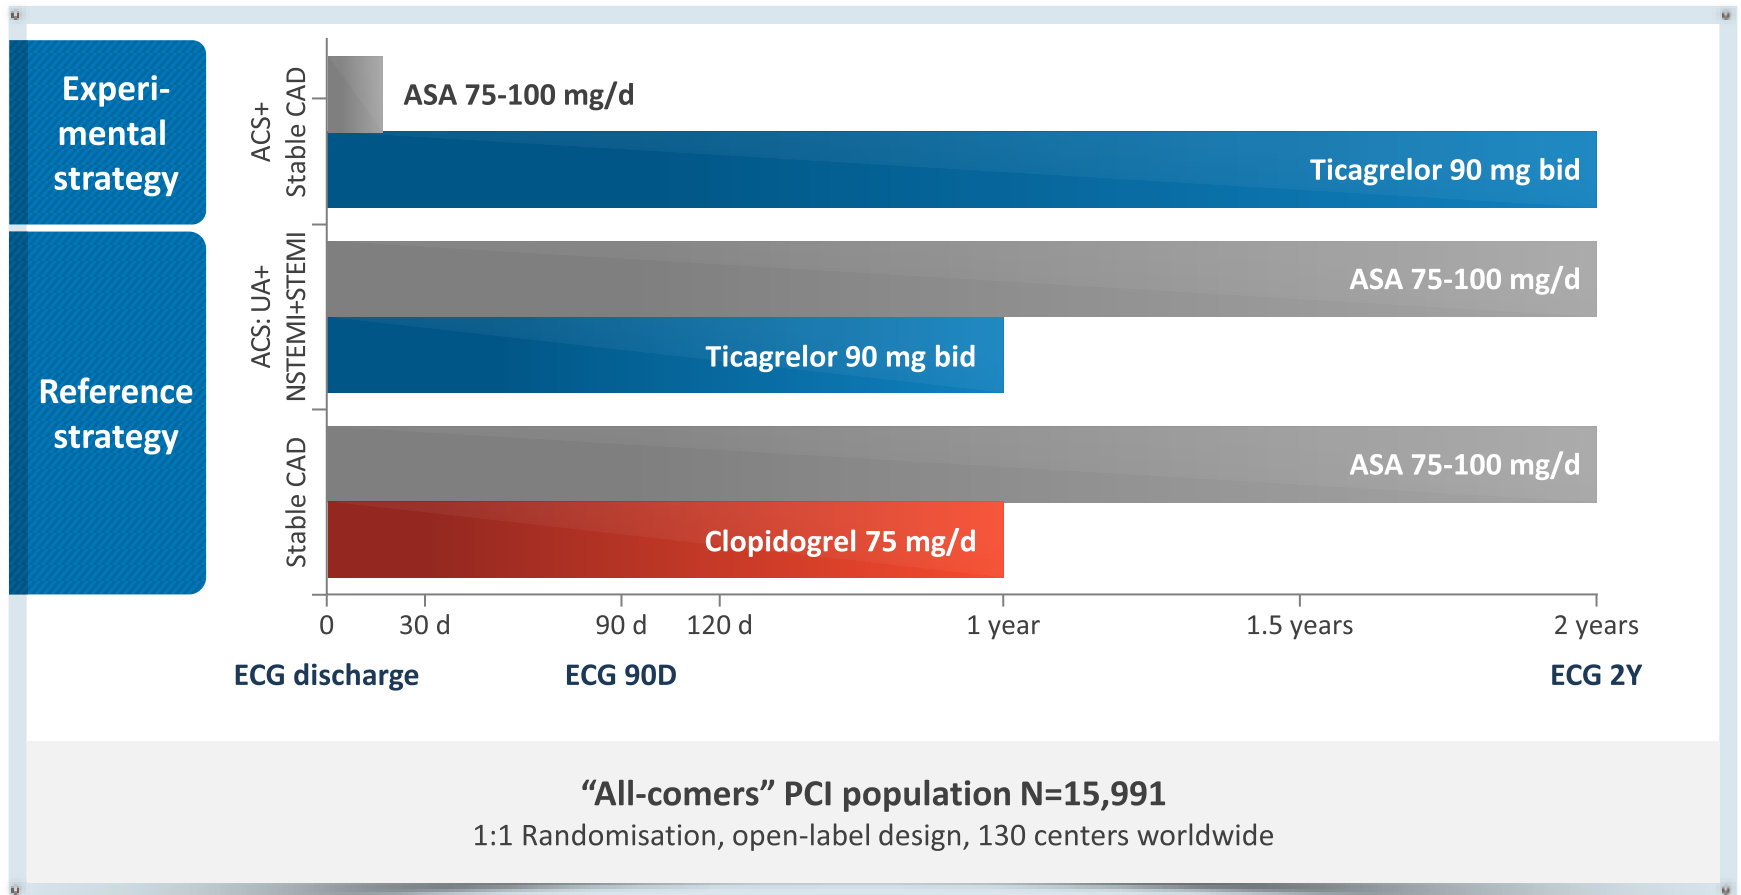 Experi-
mental
strategy
ACS+
Stable CAD
ASA 75-100 mg/d
Ticagrelor 90 mg bid
Reference
strategy
ACS: UA+
NSTEMI+STEMI
ASA 75-100 mg/d
Ticagrelor 90 mg bid
Stable CAD
ASA 75-100 mg/d
Clopidogrel 75 mg/d
0 30 d 90 d 120 d 1 year 1.5 years 2 years
ECG discharge ECG 90D ECG 2Y
“All-comers” PCI population N=15,991
1:1 Randomisation, open-label design, 130 centers worldwide